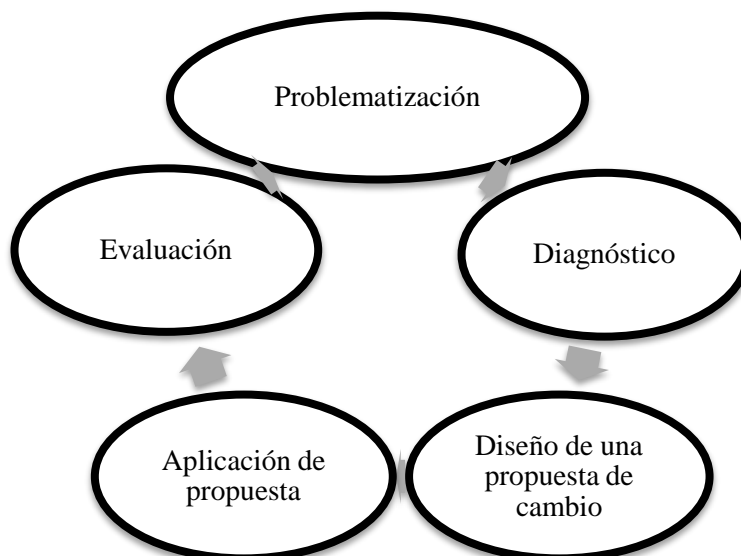 Problematización
Diagnóstico
Diseño de una
propuesta de
cambio
Aplicación de
propuesta
Evaluación